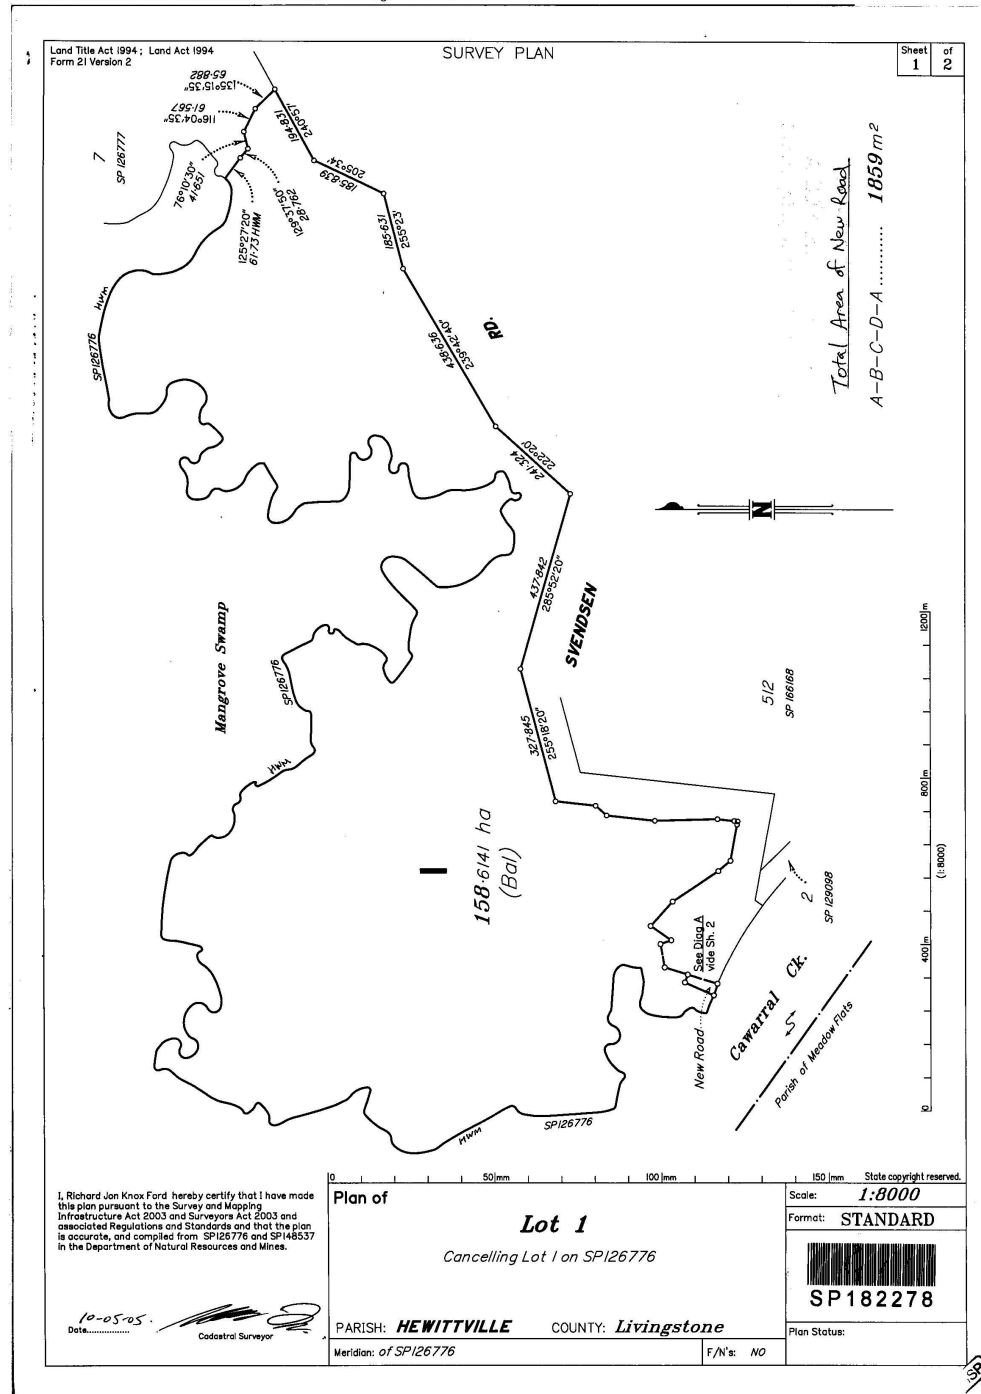 Land Title Act 1994 ; Land Act 1994
Form 21 Version 2
SURVEY PLAN
Sheet
1
of
2
135°15'35"
65·882
116°04'35"
61·567
76°10'30"
41·651
129°37'50"
28·762
125°27'20"
61·73 HWM
7
SP 126777
240°57'
194·831
205°34'
185·839
185·631
255°23'
438·636
239°42'40"
RD.
241·324
222°20'
437·842
285°52'20"
SVENDSEN
327·845
255°18'20"
Total Area of New Road
A-B-C-D-A........... 1859 m²
HWM
SP126776
N
Mangrove Swamp
SP126776
HWM
1
158·6141 ha
(Bal)
512
SP 166168
2
SP 129098
See Diag A
vide Sh. 2
New Road
Cawarral Ck.
S
Parish of Meadow Flats
HWM
SP126776
1200|m
800|m
400|m
|0
(1:8000)
0 50|mm 100|mm 150|mm State copyright reserved.
I, Richard Jon Knox Ford hereby certify that I have made
this plan pursuant to the Survey and Mapping
Infrastructure Act 2003 and Surveyors Act 2003 and
associated Regulations and Standards and that the plan
is accurate, and compiled from SP126776 and SP148537
in the Department of Natural Resources and Mines.
10-05-05.
Date.................
Cadastral Surveyor
Plan of
Lot 1
Cancelling Lot 1 on SP126776
PARISH: HEWITTVILLE COUNTY: Livingstone
Meridian: of SP126776
F/N's: NO
Scale: 1:8000
Format: STANDARD
SP182278
Plan Status:
SP